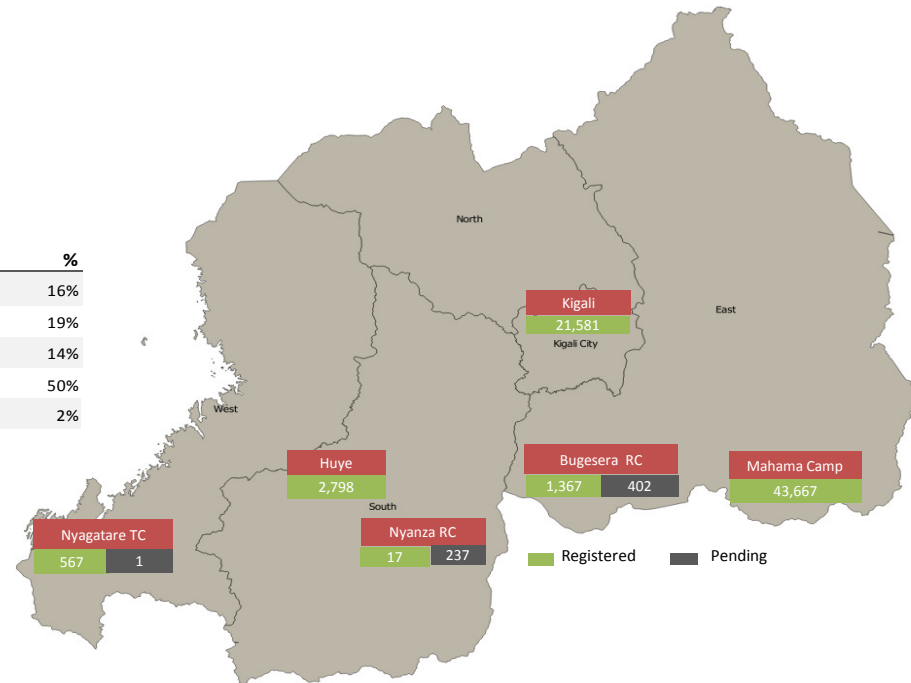 North
%
16%
19%
14%
50%
2%
Kigali
21,581
Kigali City
East
West
Huye
2,798
South
Bugesera RC
1,367 402
Mahama Camp
43,667
Nyagatare TC
567 1
Nyanza RC
17 237
Registered Pending